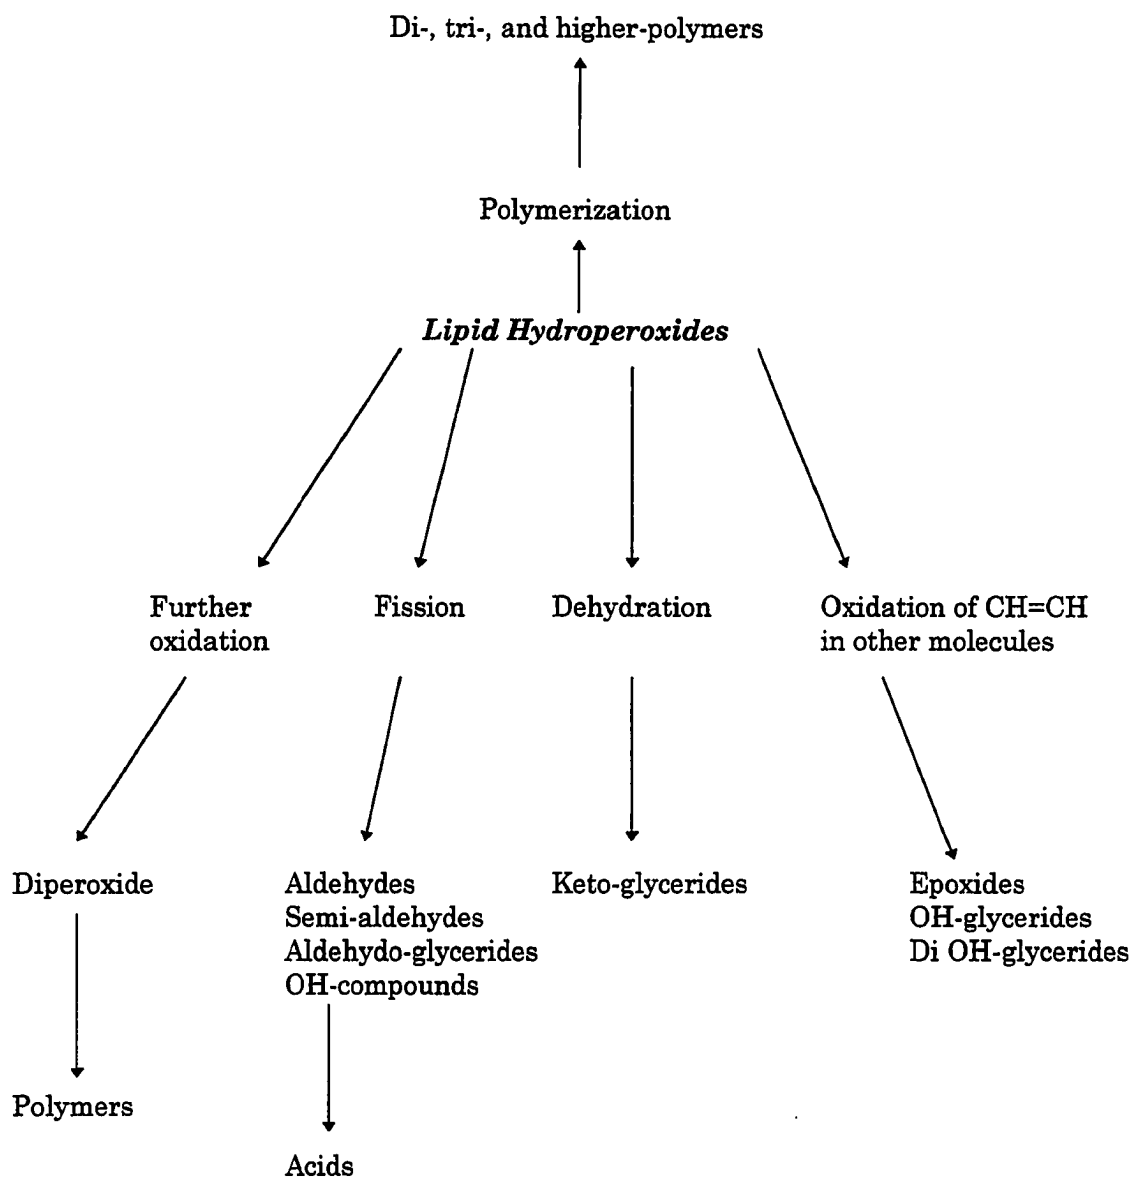 Di-, tri-, and higher-polymers
Polymerization
Lipid Hydroperoxides
Further
oxidation
Fission
Dehydration
Oxidation of CH=CH
in other molecules
Diperoxide
Aldehydes
Semi-aldehydes
Aldehydo-glycerides
OH-compounds
Keto-glycerides
Epoxides
OH-glycerides
Di OH-glycerides
Polymers
Acids